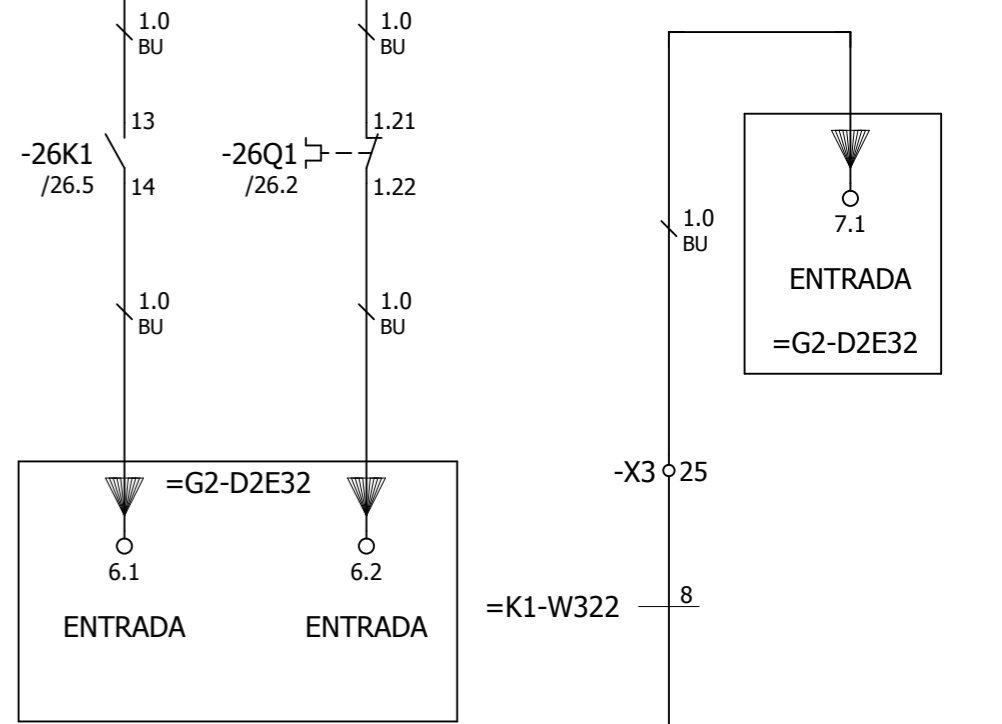 1.0
BU
1.0
BU
13
-26K1
/26.5
14
1.21
-26Q1
/26.2
1.22
1.0
BU
1.0
BU
=G2-D2E32
6.1
6.2
ENTRADA
ENTRADA
1.0
BU
7.1
ENTRADA
=G2-D2E32
-X3 25
=K1-W322 8